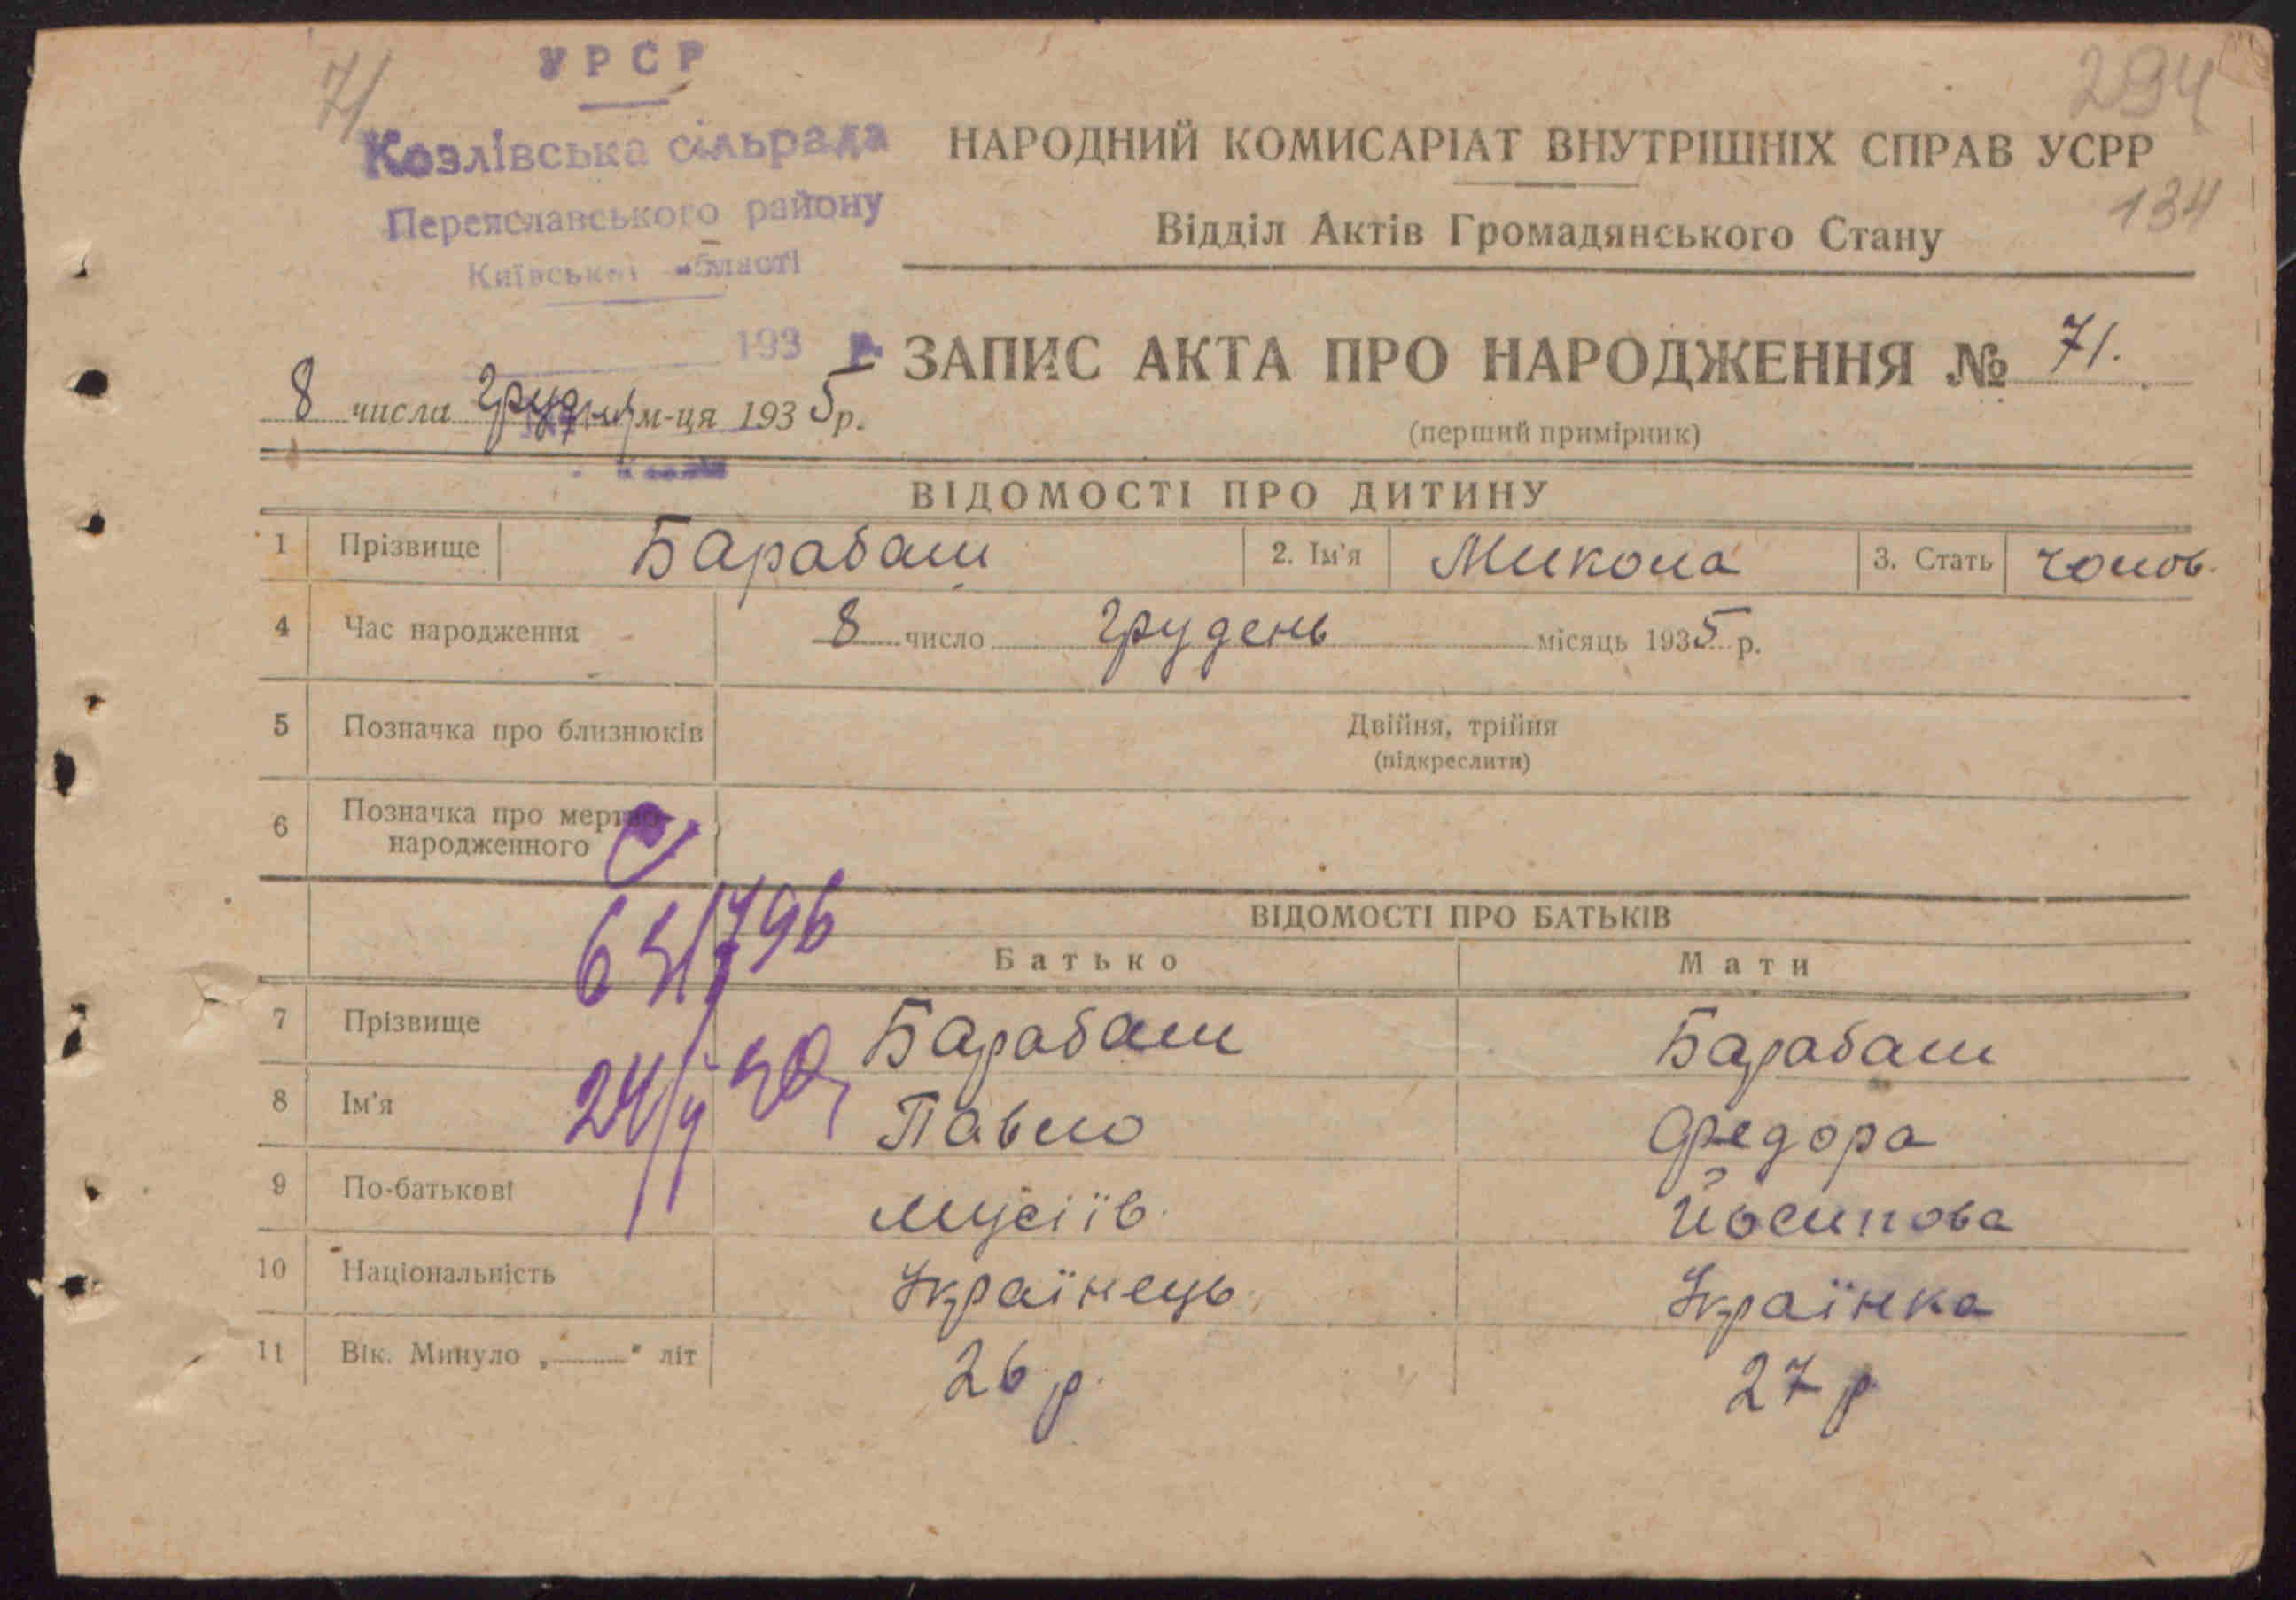 71
УРСР
Козлівська сільрада
Переяславського району
Київської області
193 р.
294
НАРОДНИЙ КОМИСАРІАТ ВНУТРІШНІХ СПРАВ УСРР
134
Відділ Актів Громадянського Стану
ЗАПИС АКТА ПРО НАРОДЖЕННЯ № 71.
8 числа грудня м-ця 1935 р.
(перший примірник)
ВІДОМОСТІ ПРО ДИТИНУ
1 Прізвище Барабаш 2. Ім'я Микола 3. Стать чолов.
4 Час народження 8 число грудень місяць 1935 р.
5 Позначка про близнюків Двійня, трійня
(підкреслити)
6 Позначка про мертво-
народженного
ВІДОМОСТІ ПРО БАТЬКІВ
Батько Мати
7 Прізвище Барабаш Барабаш
8 Ім'я Павло Федора
9 По-батькові Мусіїв. Йосипова
10 Національність Українець Українка
11 Вік. Минуло „ " літ 26 р. 27 р